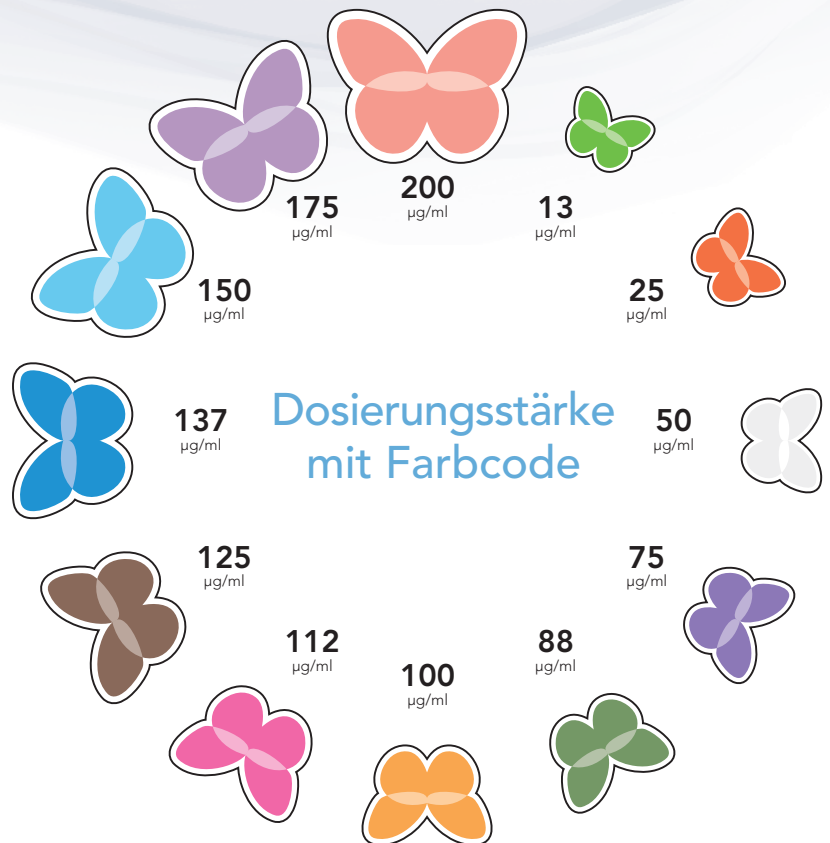 200
µg/ml
175
µg/ml
13
µg/ml
150
µg/ml
25
µg/ml
Dosierungsstärke
mit Farbcode
137
µg/ml
50
µg/ml
125
µg/ml
75
µg/ml
112
µg/ml
88
µg/ml
100
µg/ml